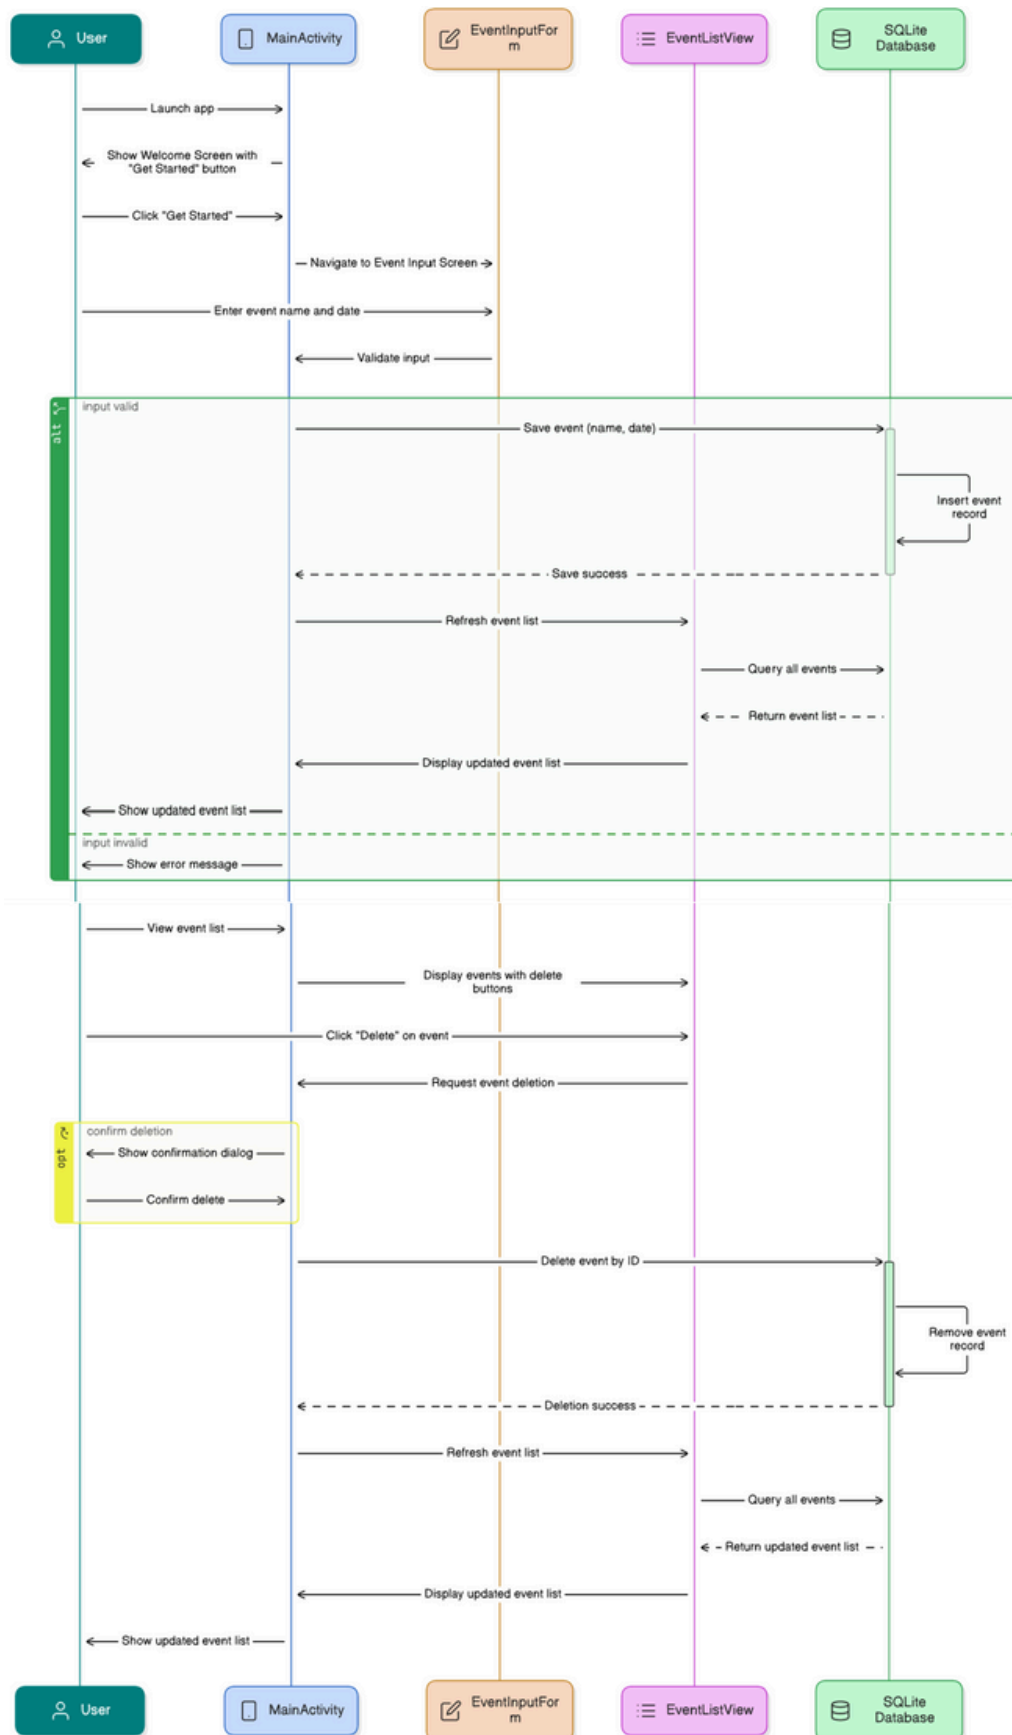 User
MainActivity
EventInputFor
m
EventListView
SQLite
Database
Launch app
Show Welcome Screen with
"Get Started" button
Click "Get Started"
Navigate to Event Input Screen
Enter event name and date
Validate input
alt
input valid
Save event (name, date)
Insert event
record
Save success
Refresh event list
Query all events
Return event list
Display updated event list
Show updated event list
input invalid
Show error message
View event list
Display events with delete
buttons
Click "Delete" on event
Request event deletion
opt
confirm deletion
Show confirmation dialog
Confirm delete
Delete event by ID
Remove event
record
Deletion success
Refresh event list
Query all events
Return updated event list
Display updated event list
Show updated event list
User
MainActivity
EventInputFor
m
EventListView
SQLite
Database